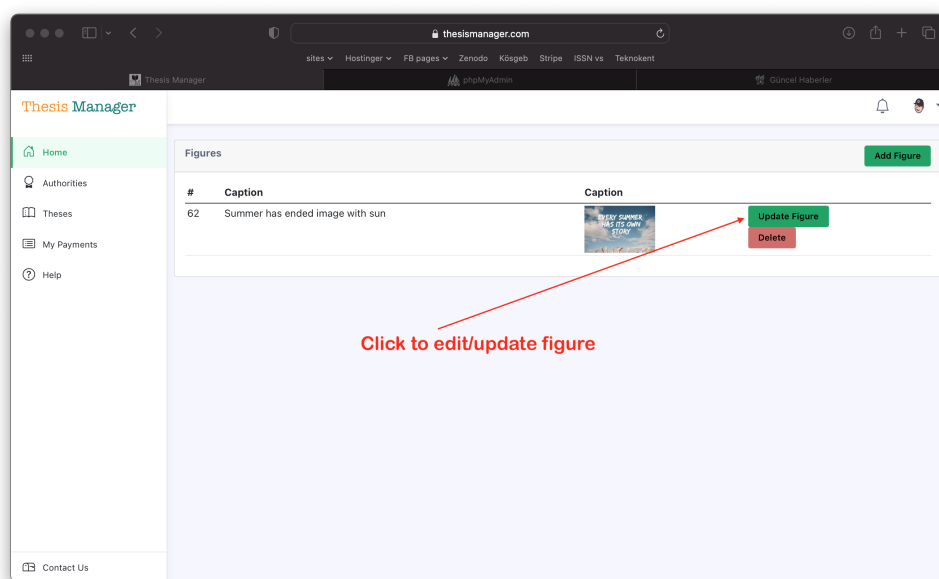 thesismanager.com
sites Hostinger FB pages Zenodo Kösgeb Stripe ISSN vs Teknokent
Thesis Manager phpMyAdmin Güncel Haberler
Thesis Manager
Home
Authorities
Theses
My Payments
Help
Contact Us
Figures Add Figure
# Caption Caption
62 Summer has ended image with sun
EVERY SUMMER
HAS ITS OWN
STORY
Update Figure
Delete
Click to edit/update figure